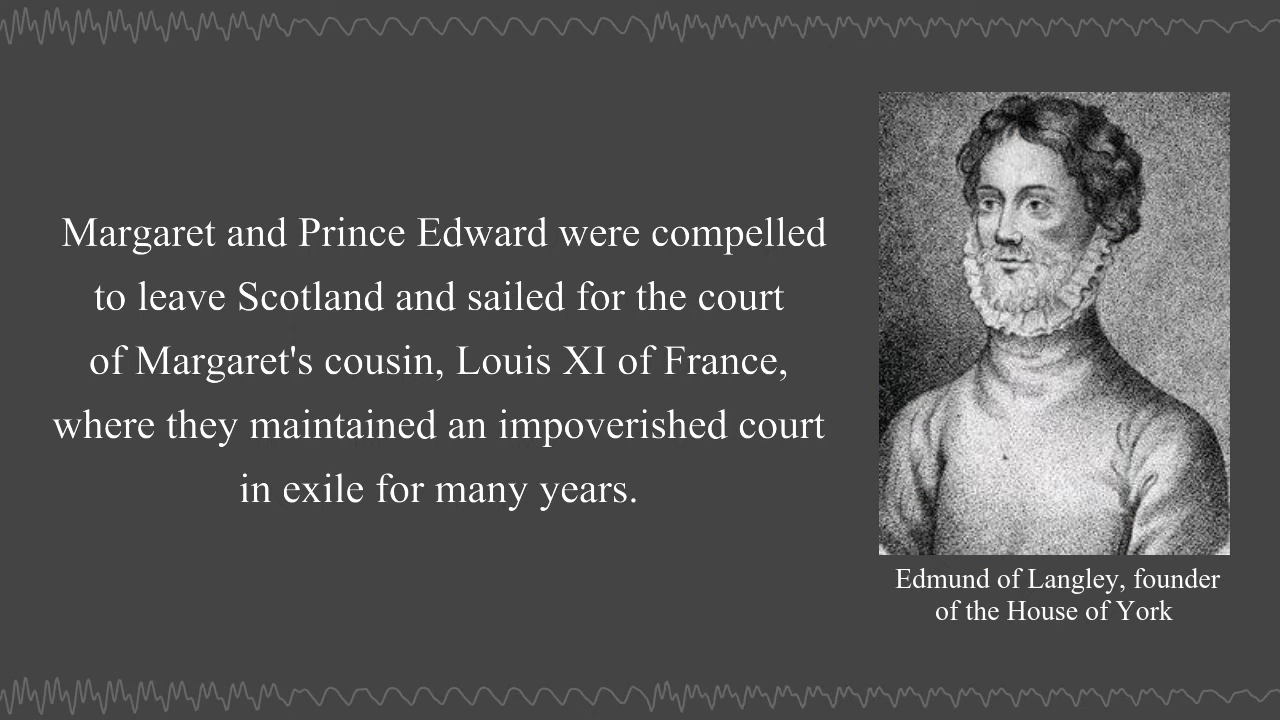 Margaret and Prince Edward were compelled
to leave Scotland and sailed for the court
of Margaret's cousin, Louis XI of France,
where they maintained an impoverished court
in exile for many years.
Edmund of Langley, founder
of the House of York